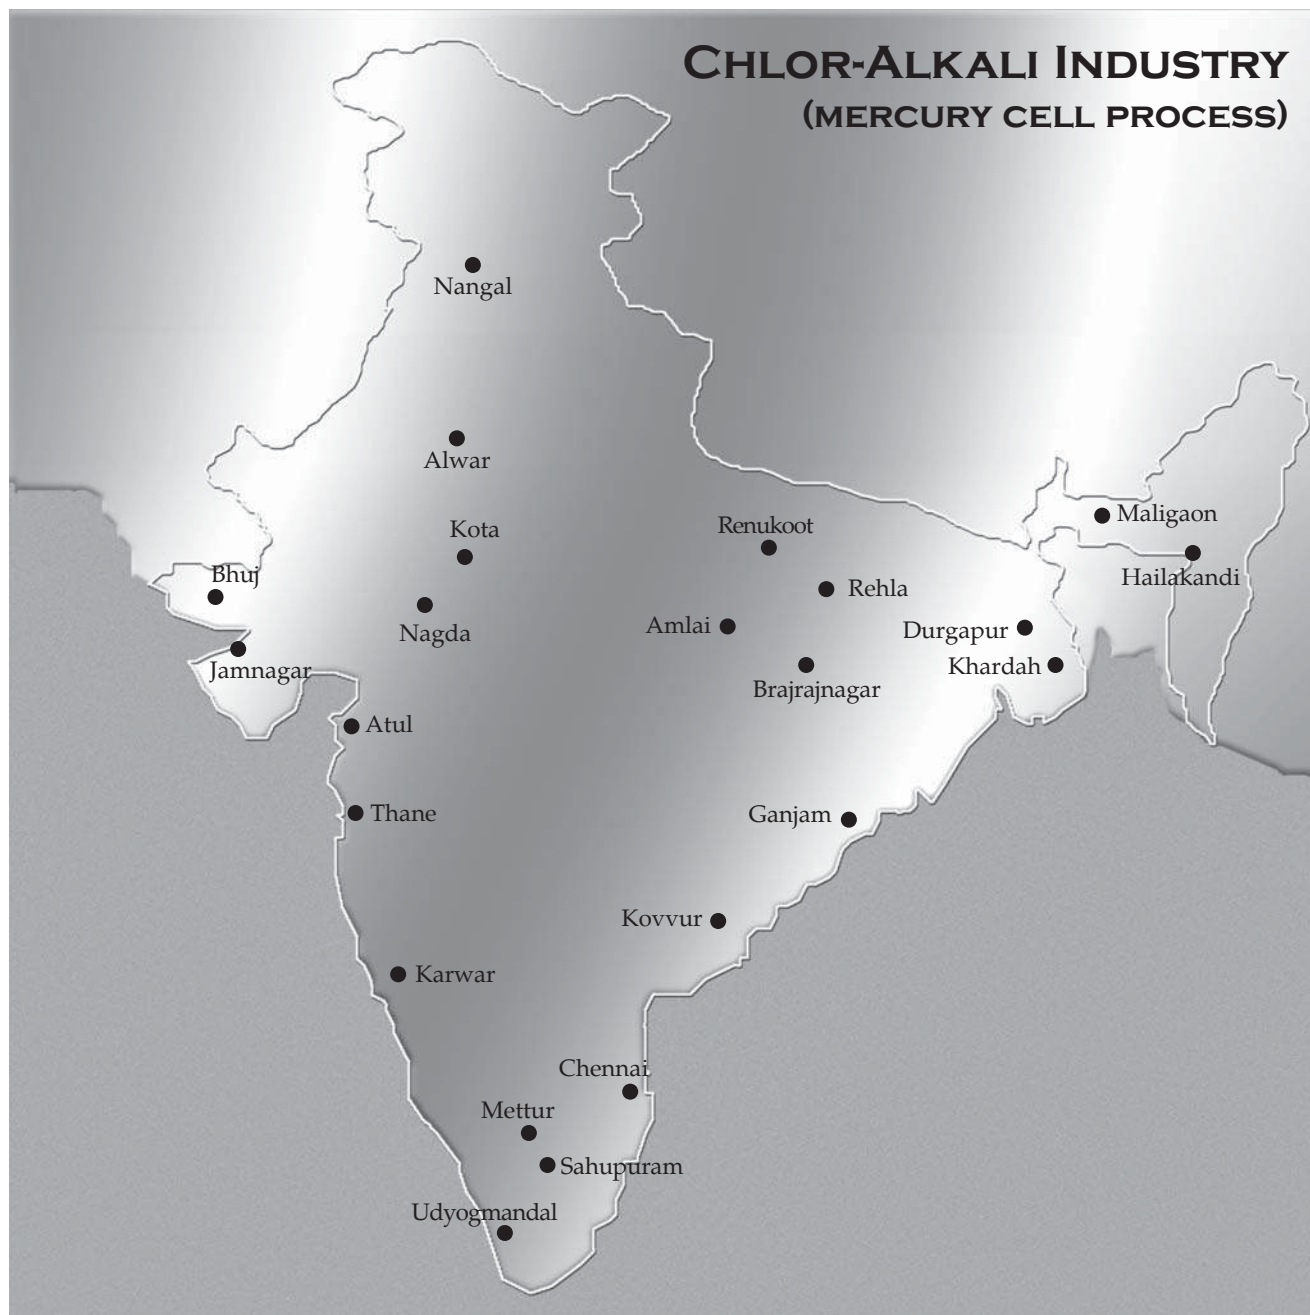 CHLOR-ALKALI INDUSTRY
(MERCURY CELL PROCESS)
Nangal
Alwar
Kota
Renukoot
Maligaon
Bhuj
Hailakandi
Rehla
Nagda
Amlai
Durgapur
Jamnagar
Khardah
Brajrajnagar
Atul
Thane
Ganjam
Kovvur
Karwar
Chennai
Mettur
Sahupuram
Udyogmandal